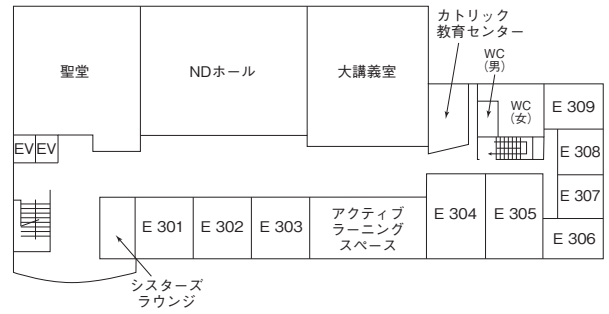 カトリック
教育センター
WC
(男)
聖堂
NDホール
大講義室
WC
(女)
E 309
EV
EV
E 308
E 307
E 301
E 302
E 303
アクティブ
ラーニング
スペース
E 304
E 305
E 306
シスターズ
ラウンジ